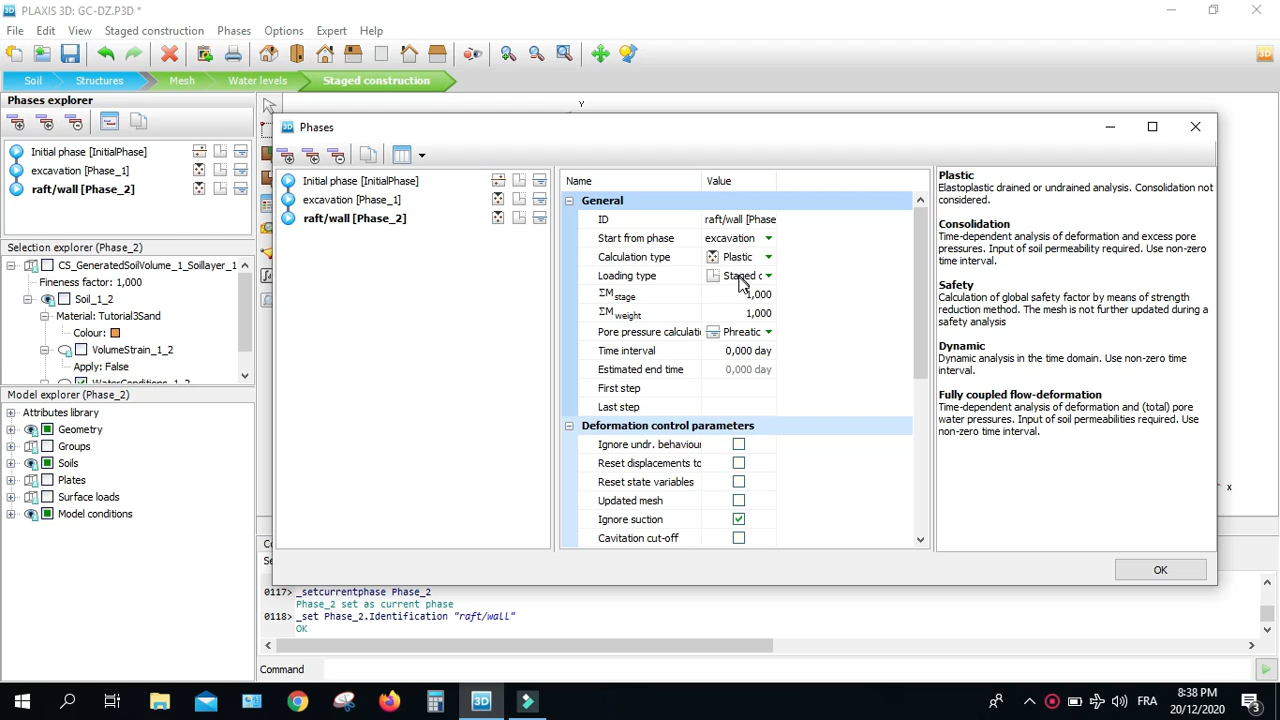 PLAXIS 3D: GC-DZ.P3D *
File Edit View Staged construction Phases Options Expert Help
Soil Structures Mesh Water levels Staged construction
Phases explorer
Initial phase [InitialPhase]
excavation [Phase_1]
raft/wall [Phase_2]
Selection explorer (Phase_2)
CS_GeneratedSoilVolume_1_Soillayer_1
Fineness factor: 1,000
Soil_1_2
Material: Tutorial3Sand
Colour:
VolumeStrain_1_2
Apply: False
WaterConditions_1_2
Model explorer (Phase_2)
Attributes library
Geometry
Groups
Soils
Plates
Surface loads
Model conditions
Y
x
Phases
Initial phase [InitialPhase]
excavation [Phase_1]
raft/wall [Phase_2]
Name Value
General
ID raft/wall [Phase
Start from phase excavation
Calculation type Plastic
Loading type Staged c
ΣM stage 1,000
ΣM weight 1,000
Pore pressure calculati Phreatic
Time interval 0,000 day
Estimated end time 0,000 day
First step
Last step
Deformation control parameters
Ignore undr. behaviour
Reset displacements to
Reset state variables
Updated mesh
Ignore suction
Cavitation cut-off
Plastic
Elastoplastic drained or undrained analysis. Consolidation not
considered.
Consolidation
Time-dependent analysis of deformation and excess pore
pressures. Input of soil permeability required. Use non-zero
time interval.
Safety
Calculation of global safety factor by means of strength
reduction method. The mesh is not further updated during a
safety analysis
Dynamic
Dynamic analysis in the time domain. Use non-zero time
interval.
Fully coupled flow-deformation
Time-dependent analysis of deformation and (total) pore
water pressures. Input of soil permeabilities required. Use
non-zero time interval.
OK
0117> _setcurrentphase Phase_2
Phase_2 set as current phase
0118> _set Phase_2.Identification "raft/wall"
OK
Command
FRA
8:38 PM
20/12/2020
3